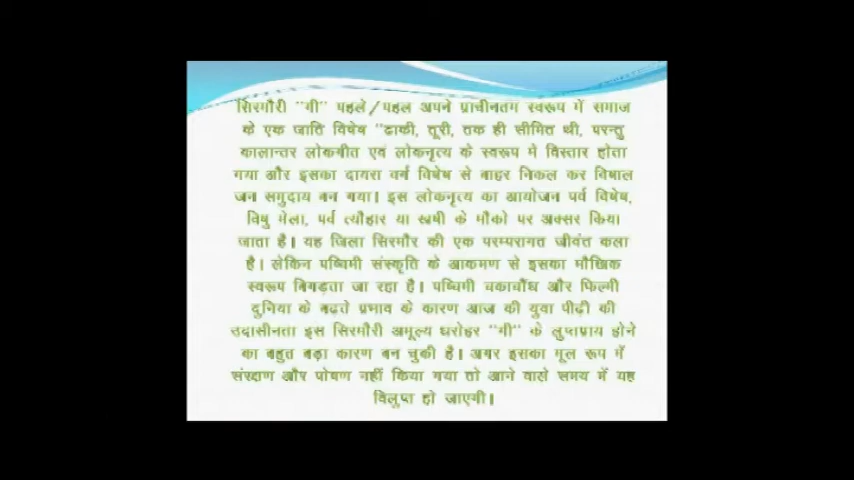 सिरमौरी "गी" पहले/पहल अपने प्राचीनतम स्वरूप में समाज
के एक जाति विषेष "ढाकी, तूरी, तक ही सीमित थी, परन्तु
कालान्तर लोकगीत एवं लोकनृत्य के स्वरूप में विस्तार होता
गया और इसका दायरा वर्ग विषेष से बाहर निकल कर विषाल
जन समुदाय बन गया। इस लोकनृत्य का आयोजन पर्व विषेष,
विषु मेला, पर्व त्यौहार या खुषी के मौको पर अक्सर किया
जाता है। यह जिला सिरमौर की एक परम्परागत जीवंत कला
है। लेकिन पष्चिमी संस्कृति के आकमण से इसका मौखिक
स्वरूप बिगड़ता जा रहा है। पष्चिमी चकाचौंध और फिल्मी
दुनिया के बढ़ते प्रभाव के कारण आज की युवा पीढ़ी की
उदासीनता इस सिरमौरी अमूल्य धरोहर "गी" के लुप्तप्राय होने
का बहुत बड़ा कारण बन चुकी है। अगर इसका मूल रूप में
संरक्षण और पोषण नहीं किया गया तो आने वाले समय में यह
विलुप्त हो जाएगी।